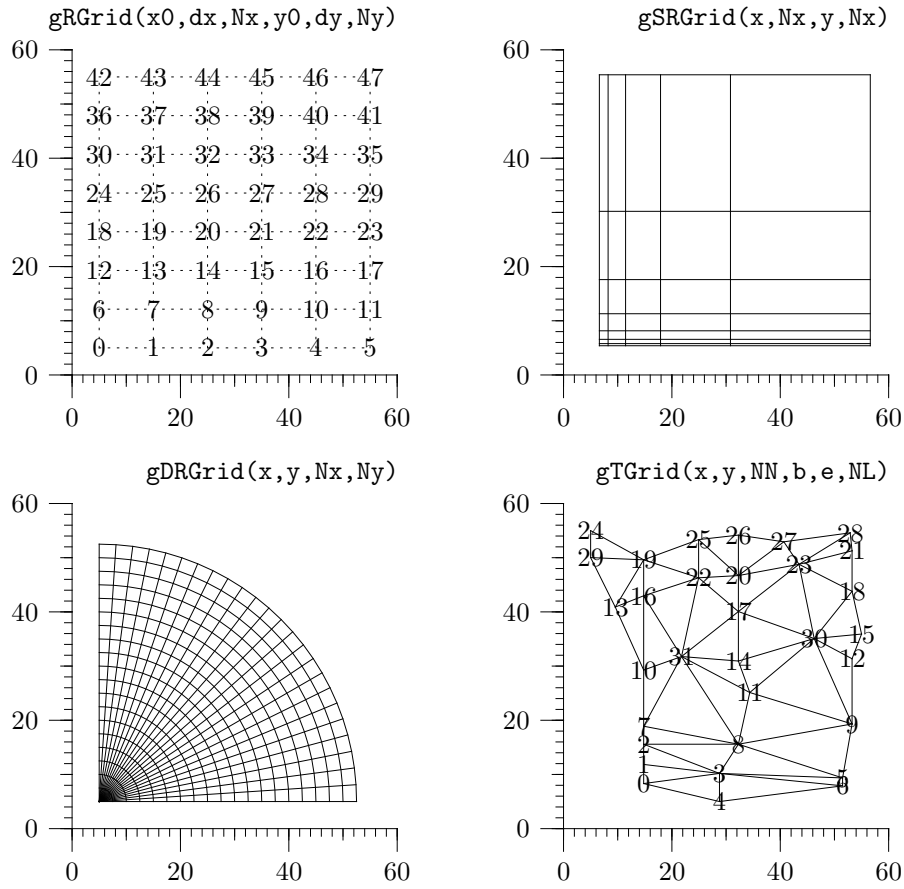 gRGrid(x0,dx,Nx,y0,dy,Ny)
60
42 43 44 45 46 47
36 37 38 39 40 41
40
30 31 32 33 34 35
24 25 26 27 28 29
18 19 20 21 22 23
20
12 13 14 15 16 17
6 7 8 9 10 11
0 1 2 3 4 5
0
0 20 40 60
gSRGrid(x,Nx,y,Nx)
60
40
20
0
0 20 40 60
gDRGrid(x,y,Nx,Ny)
60
40
20
0
0 20 40 60
gTGrid(x,y,NN,b,e,NL)
60
24 25 26 27 28
29 19 21
22 20 23
13 16 17 18
40
31 14 30 15
10 12
11
20
7 8 9
2
1 3 5
0 6
4
0
0 20 40 60